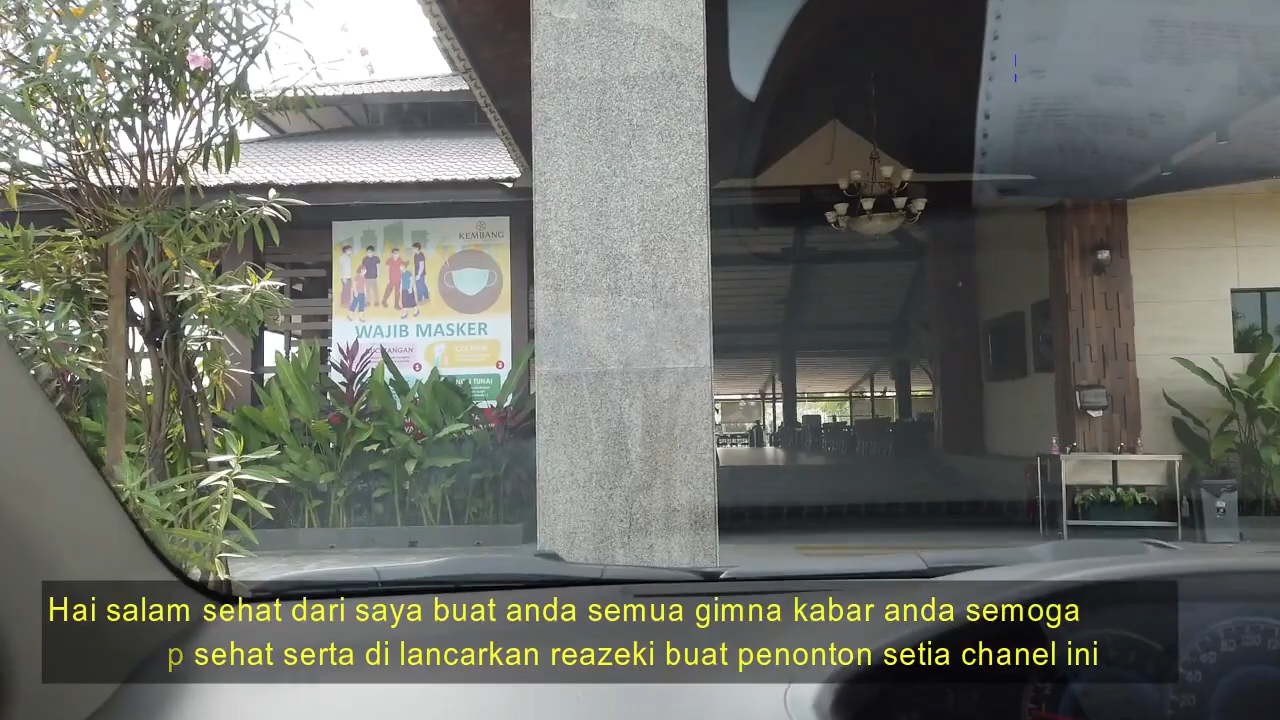 KEMBANG
WAJIB MASKER
TUNAI
Hai salam sehat dari saya buat anda semua gimna kabar anda semoga
p sehat serta di lancarkan reazeki buat penonton setia chanel ini